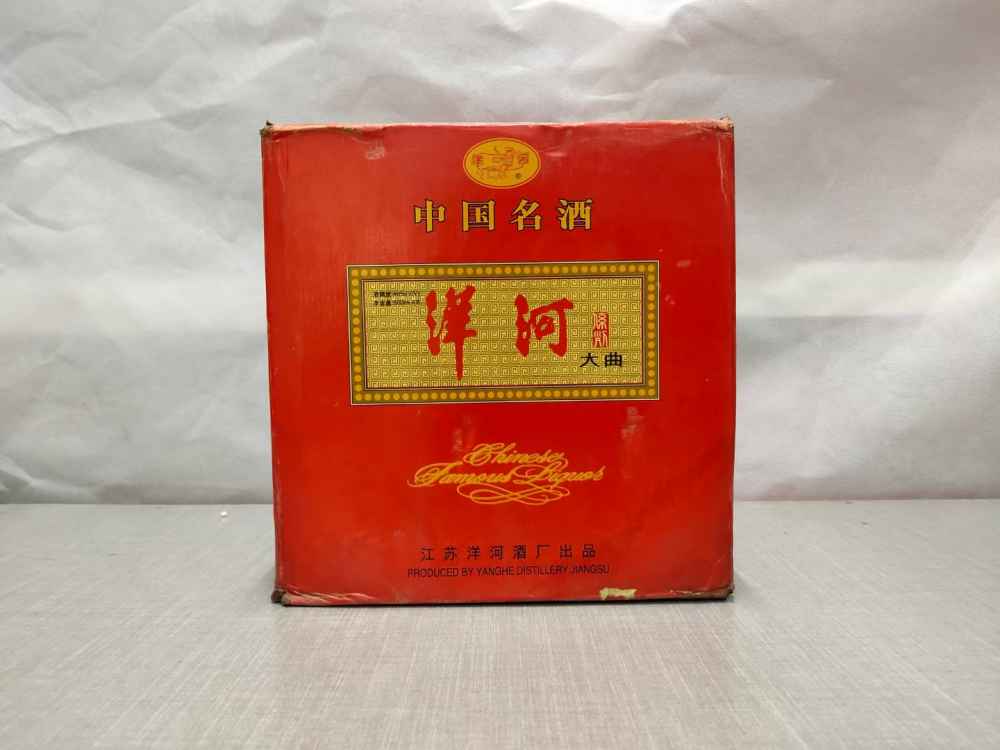 中国名酒
洋河
大曲
Chinese
Famous Liquor
江苏洋河酒厂出品
PRODUCED BY YANGHE DISTILLERY JIANGSU